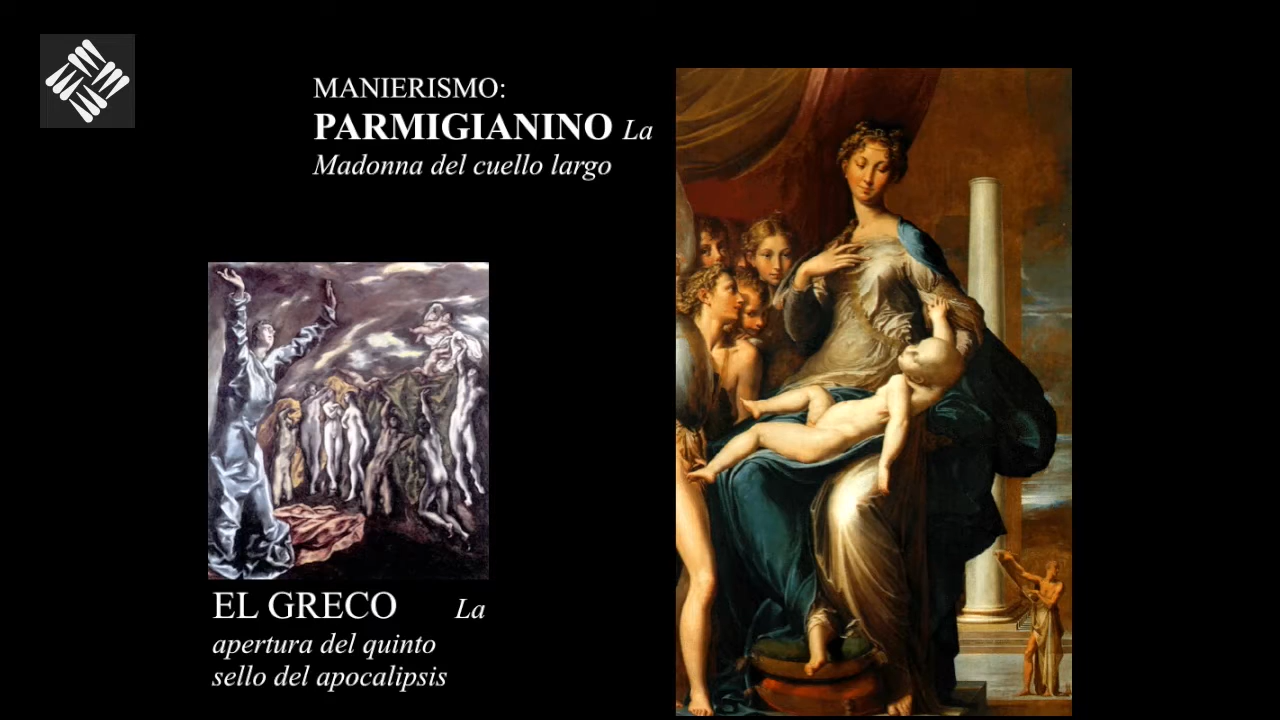 MANIERISMO:
PARMIGIANINO La
Madonna del cuello largo
EL GRECO La
apertura del quinto
sello del apocalipsis